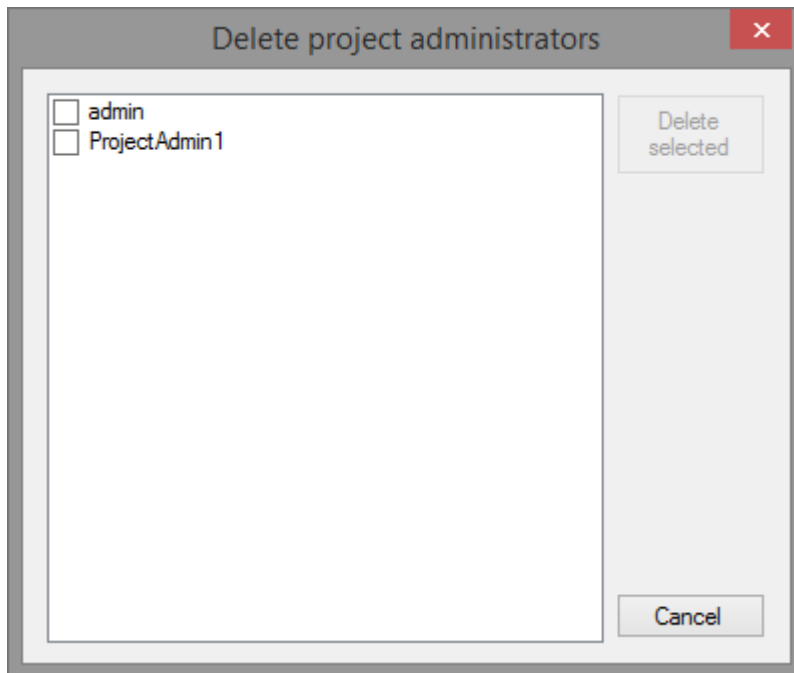 Delete project administrators
admin
ProjectAdmin1
Delete
selected
Cancel